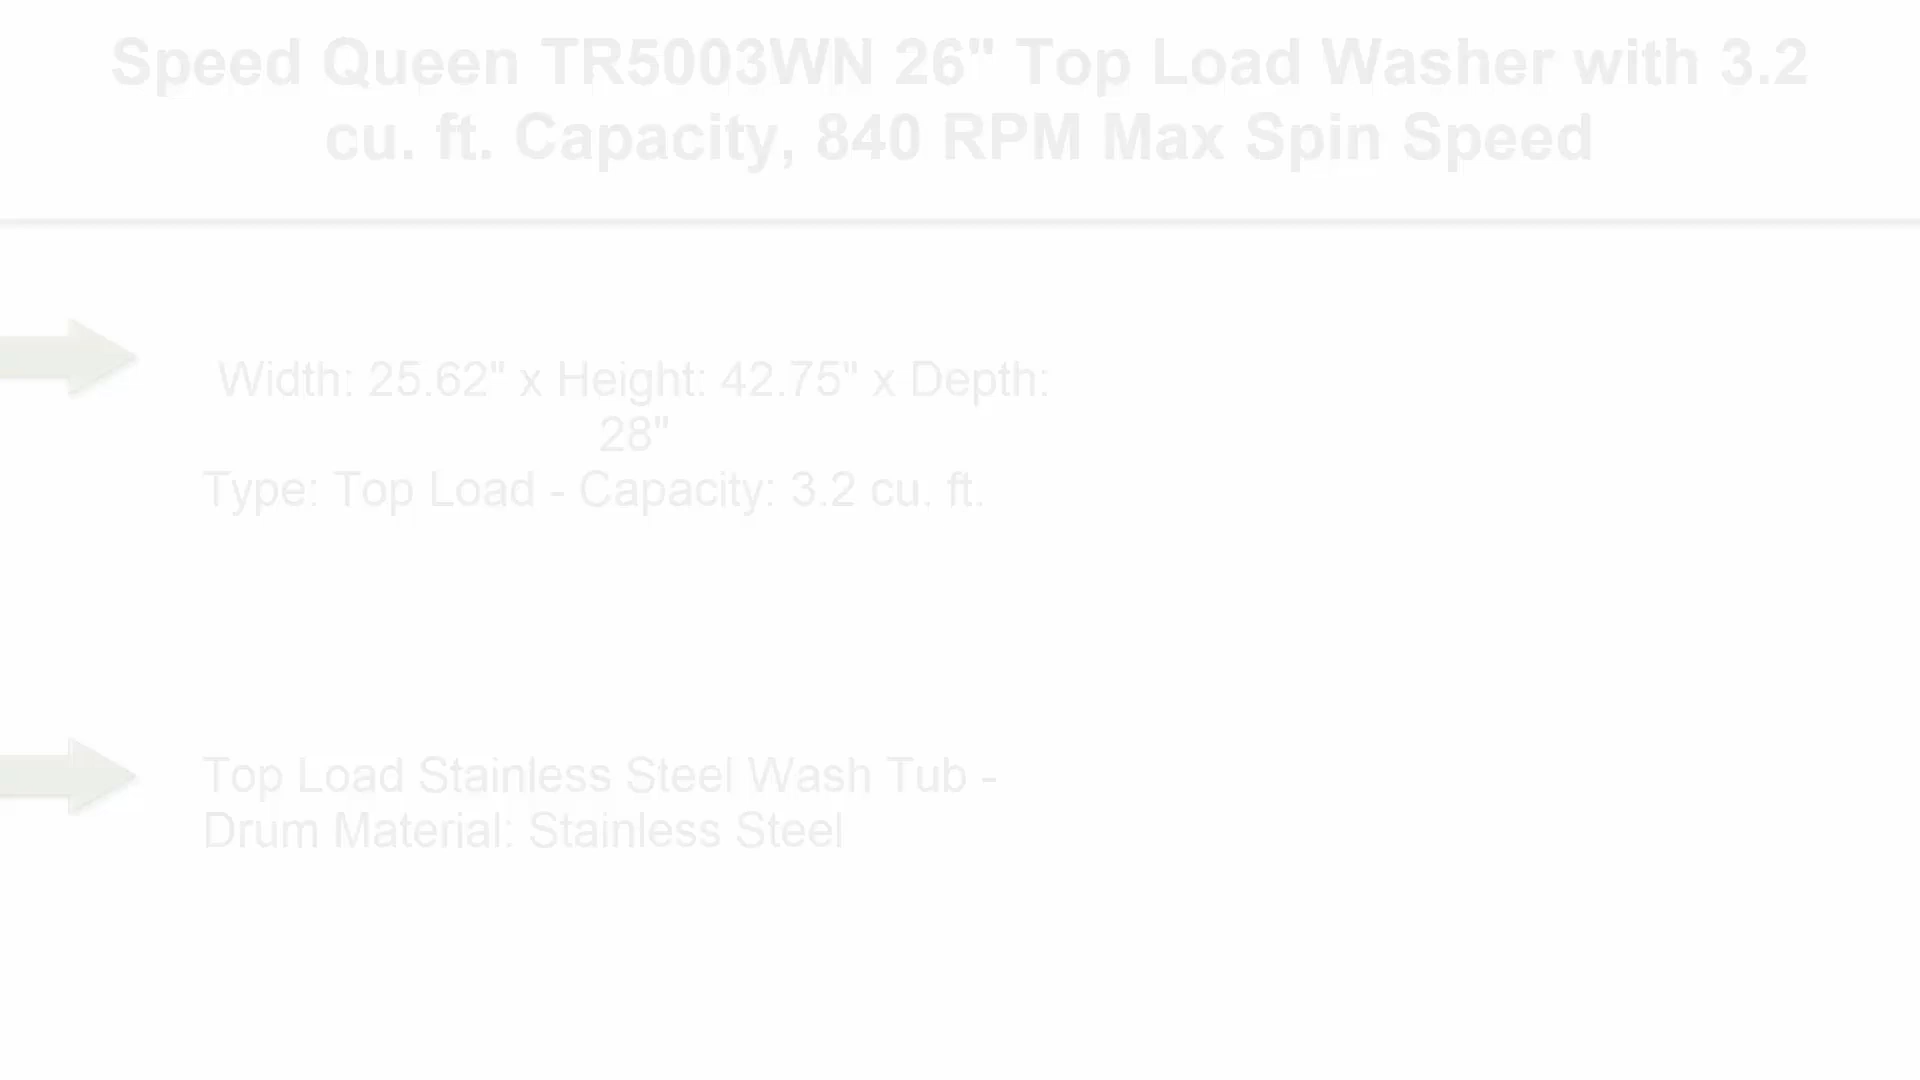 Speed Queen TR5003WN 26" Top Load Washer with 3.2
cu. ft. Capacity, 840 RPM Max Spin Speed
Width: 25.62" x Height: 42.75" x Depth:
28"
Type: Top Load - Capacity: 3.2 cu. ft.
Top Load Stainless Steel Wash Tub -
Drum Material: Stainless Steel